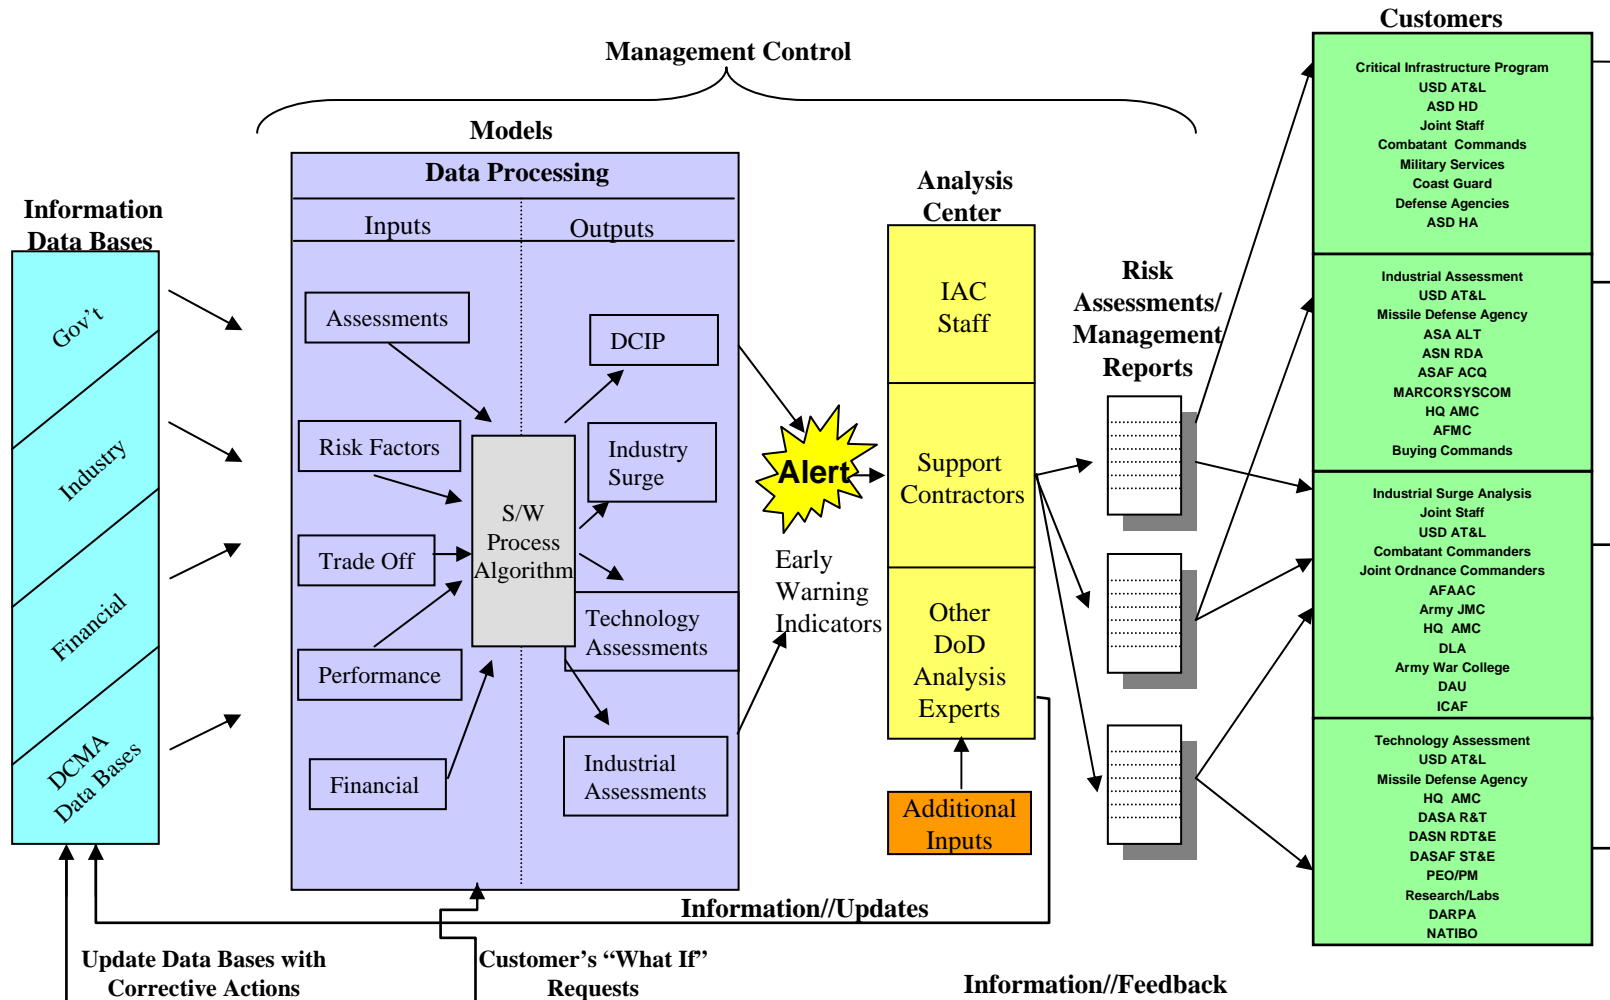 Customers
Management Control
Critical Infrastructure Program
USD AT&L
ASD HD
Joint Staff
Combatant Commands
Military Services
Coast Guard
Defense Agencies
ASD HA
Models
Data Processing
Inputs
Outputs
Information
Data Bases
Gov't
Industry
Financial
DCMA
Data Bases
Assessments
Risk Factors
Trade Off
Performance
Financial
S/W
Process
Algorithm
DCIP
Industry
Surge
Technology
Assessments
Industrial
Assessments
Alert
Early
Warning
Indicators
Analysis
Center
IAC
Staff
Support
Contractors
Other
DoD
Analysis
Experts
Additional
Inputs
Risk
Assessments/
Management
Reports
Industrial Assessment
USD AT&L
Missile Defense Agency
ASA ALT
ASN RDA
ASAF ACQ
MARCORSYSCOM
HQ AMC
AFMC
Buying Commands
Industrial Surge Analysis
Joint Staff
USD AT&L
Combatant Commanders
Joint Ordnance Commanders
AFAAC
Army JMC
HQ AMC
DLA
Army War College
DAU
ICAF
Technology Assessment
USD AT&L
Missile Defense Agency
HQ AMC
DASA R&T
DASN RDT&E
DASAF ST&E
PEO/PM
Research/Labs
DARPA
NATIBO
Information//Updates
Update Data Bases with
Corrective Actions
Customer's “What If”
Requests
Information//Feedback